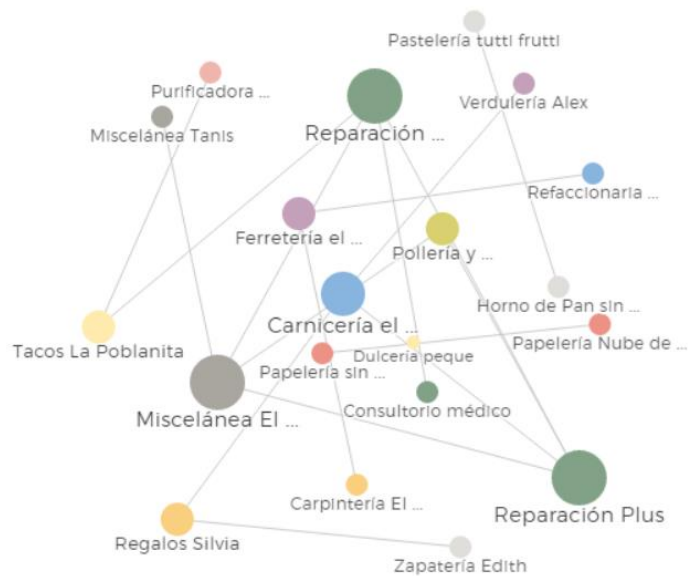 Pastelería tutti frutti
Purificadora ...
Verdulería Alex
Miscelánea Tanis
Reparación ...
Refaccionaria ...
Ferretería el ...
Pollería y ...
Horno de Pan sin ...
Carnicería el ...
Papelería Nube de ...
Tacos La Poblanita
Dulcería peque
Papelería sin ...
Consultorio médico
Miscelánea El ...
Carpintería El ...
Reparación Plus
Regalos Silvia
Zapatería Edith